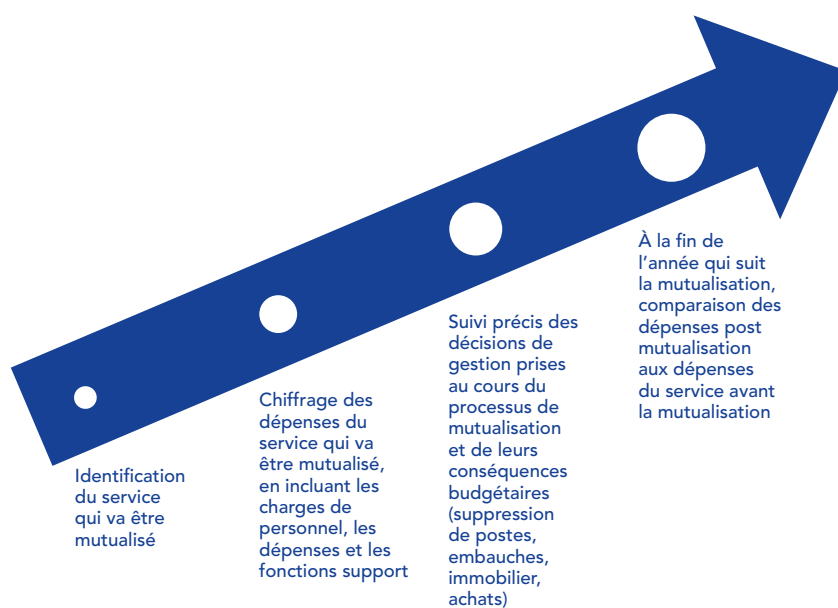 Identification
du service
qui va être
mutualisé
Chiffrage des
dépenses du
service qui va
être mutualisé,
en incluant les
charges de
personnel, les
dépenses et les
fonctions support
Suivi précis des
décisions de
gestion prises
au cours du
processus de
mutualisation
et de leurs
conséquences
budgétaires
(suppression
de postes,
embauches,
immobilier,
achats)
À la fin de
l’année qui suit
la mutualisation,
comparaison des
dépenses post
mutualisation
aux dépenses
du service avant
la mutualisation